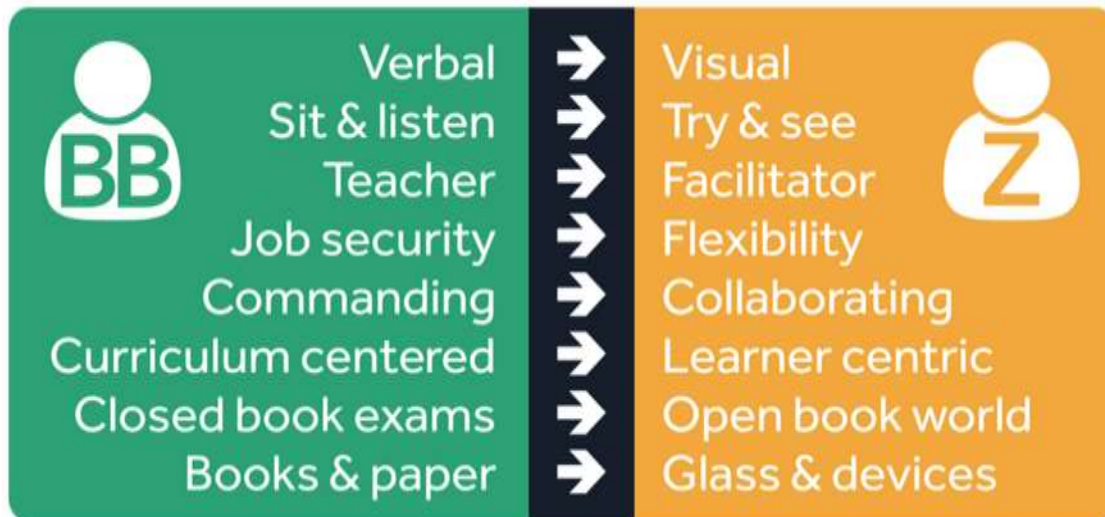 BB
Z
Verbal → Visual
Sit & listen → Try & see
Teacher → Facilitator
Job security → Flexibility
Commanding → Collaborating
Curriculum centered → Learner centric
Closed book exams → Open book world
Books & paper → Glass & devices